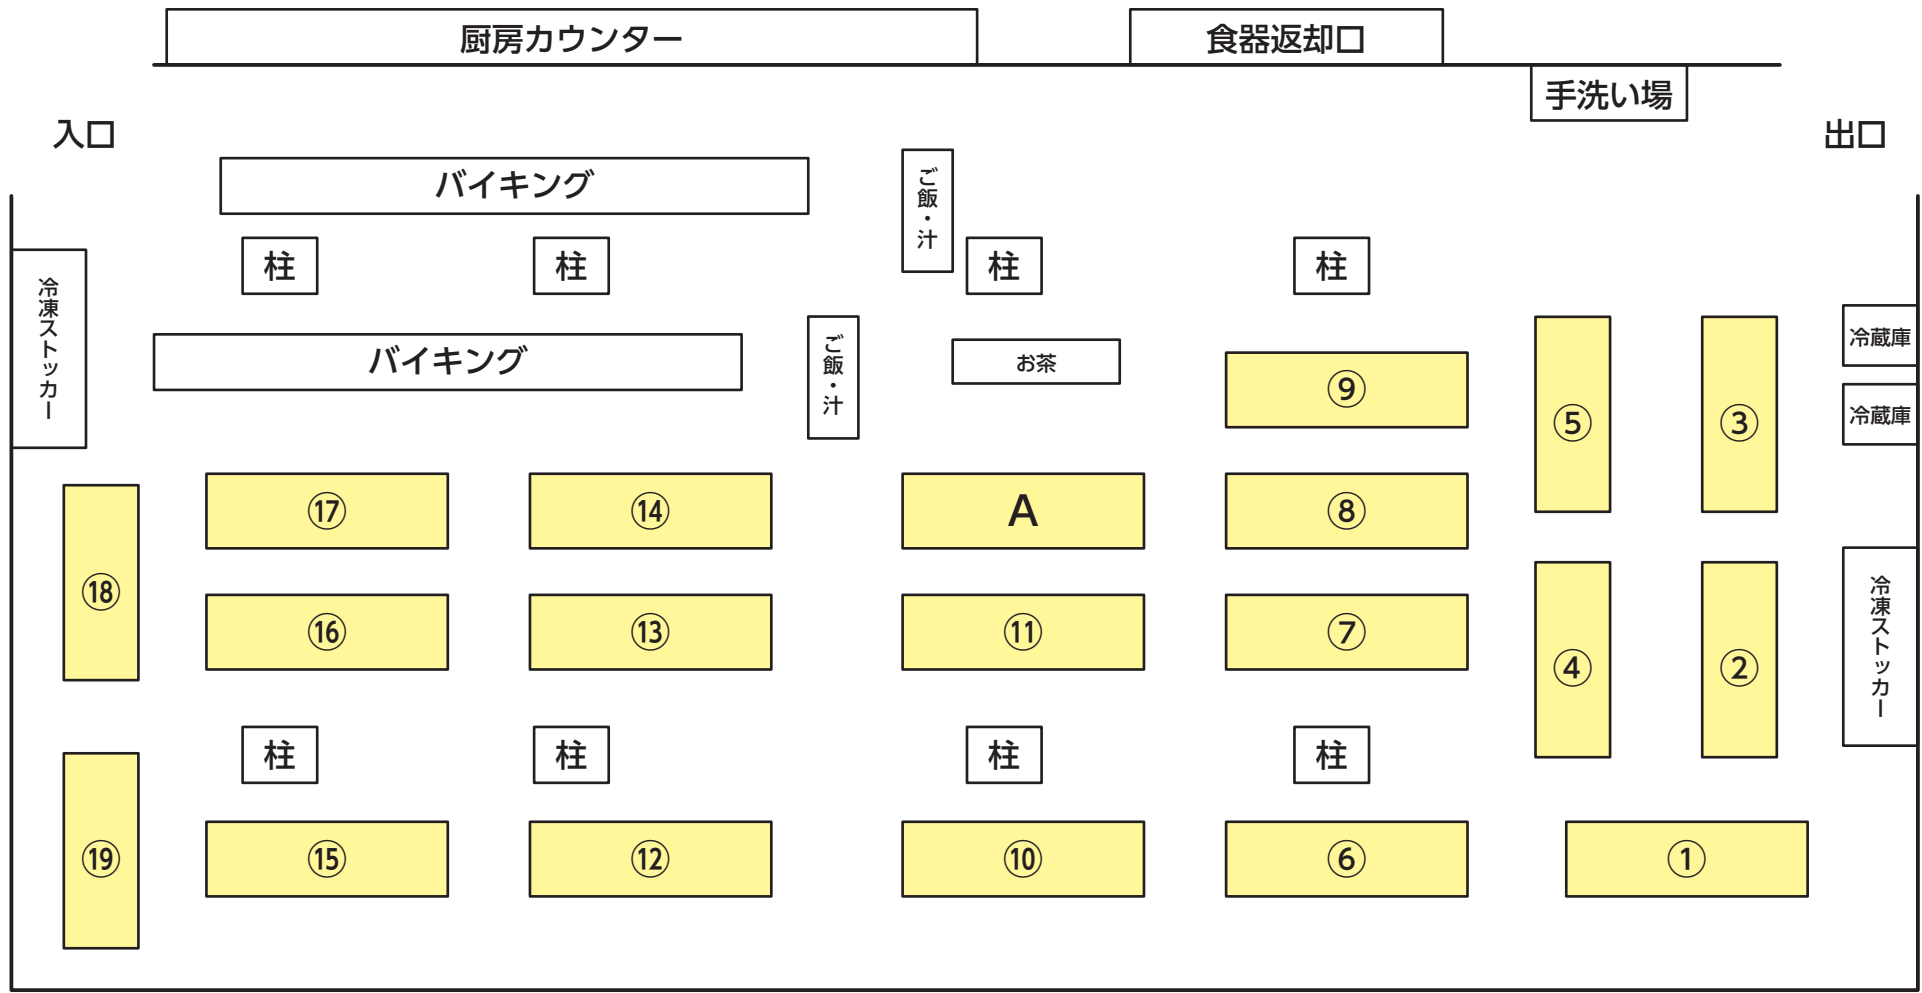 厨房カウンター
食器返却口
手洗い場
入口
出口
バイキング
ご飯・汁
柱
柱
柱
柱
冷凍ストッカー
バイキング
ご飯・汁
お茶
冷蔵庫
冷蔵庫
⑨
⑤
③
⑰
⑭
A
⑧
⑱
⑯
⑬
⑪
⑦
④
②
冷凍ストッカー
柱
柱
柱
柱
⑲
⑮
⑫
⑩
⑥
①